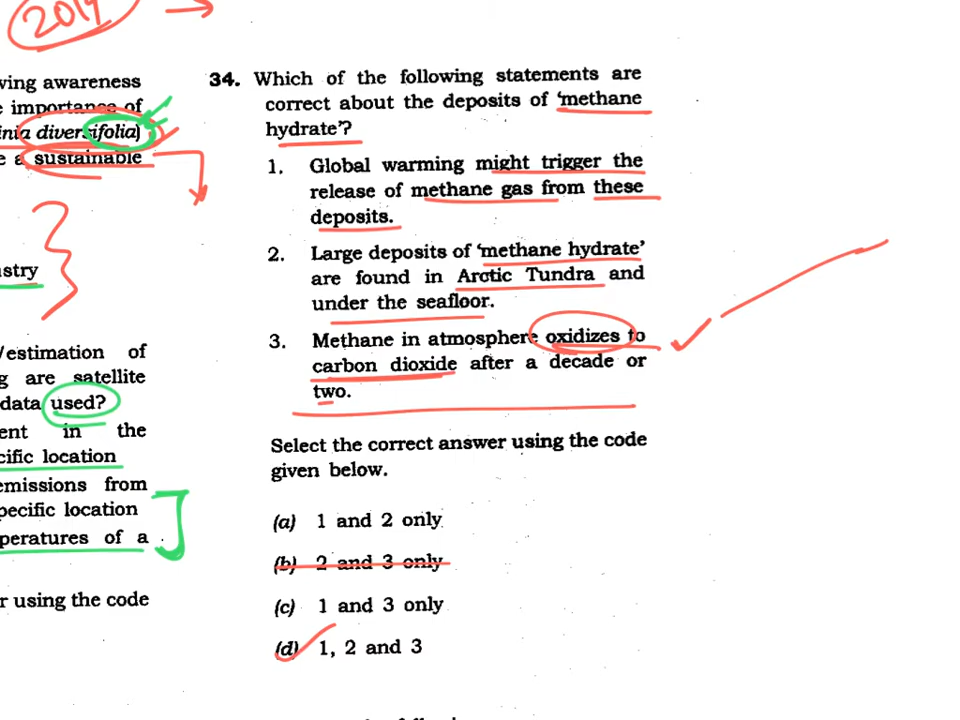 2019
ving awareness
e importance of
inia diversifolia)
e a sustainable
stry
/estimation of
g are satellite
data used?
ent in the
cific location
emissions from
pecific location
peratures of a
r using the code
34. Which of the following statements are
correct about the deposits of 'methane
hydrate'?
1. Global warming might trigger the
release of methane gas from these
deposits.
2. Large deposits of 'methane hydrate'
are found in Arctic Tundra and
under the seafloor.
3. Methane in atmosphere oxidizes to
carbon dioxide after a decade or
two.
Select the correct answer using the code
given below.
(a) 1 and 2 only
(b) 2 and 3 only
(c) 1 and 3 only
(d) 1, 2 and 3